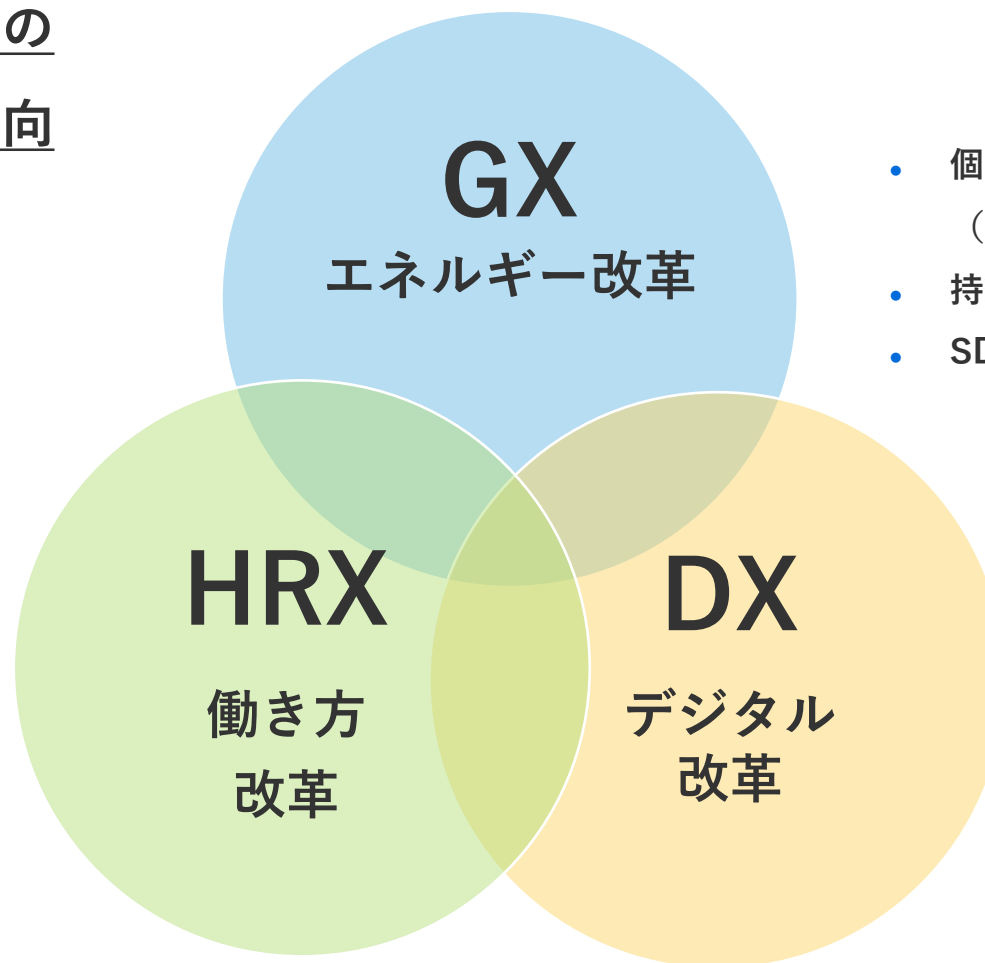 の
向
GX
エネルギー改革
• 個
（
• 持
• SD
HRX
働き方
改革
DX
デジタル
改革